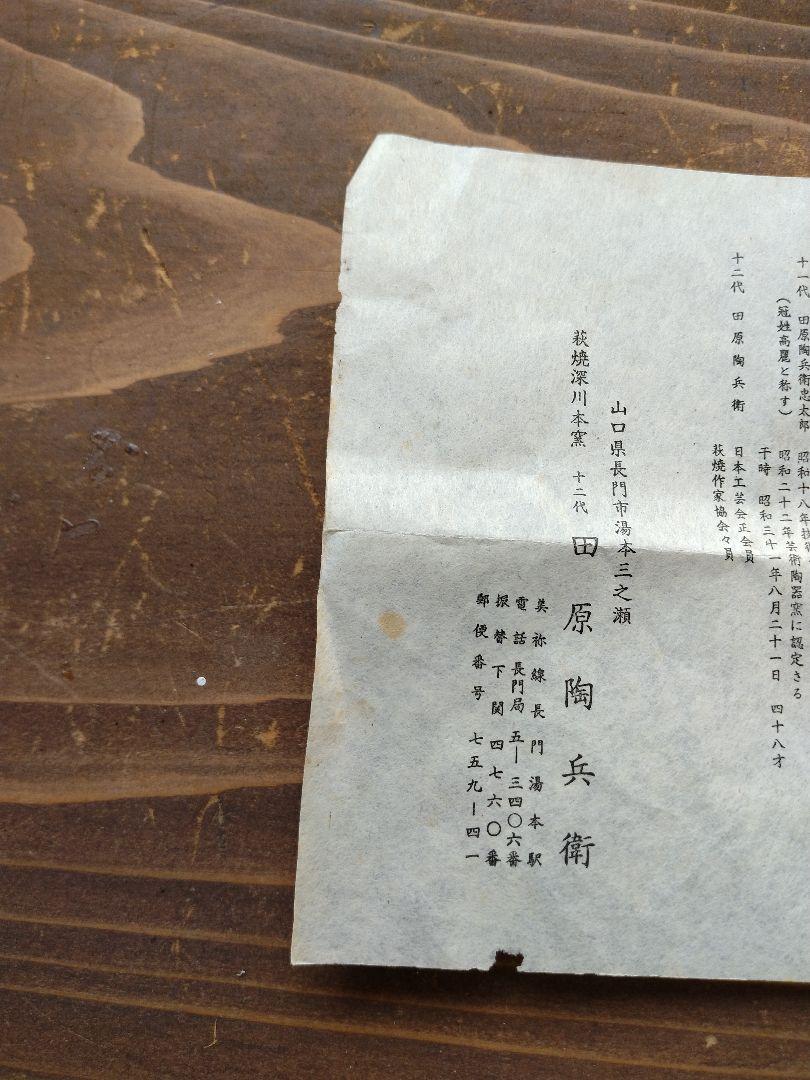 十一代 田原陶兵衛忠太郎
(冠姓高麗と称す)
昭和十八年技術
昭和二十二年芸術陶器窯に認定さる
干時 昭和三十一年八月二十一日 四十八才
十二代 田原陶兵衛
日本工芸会正会員
萩焼作家協会々員
山口県長門市湯本三之瀬
萩焼深川本窯 十二代 田原陶兵衛
美祢線長門湯本駅
電話長門局 五ー三四〇六番
振替下関 四七六〇番
郵便番号 七五九ー四一